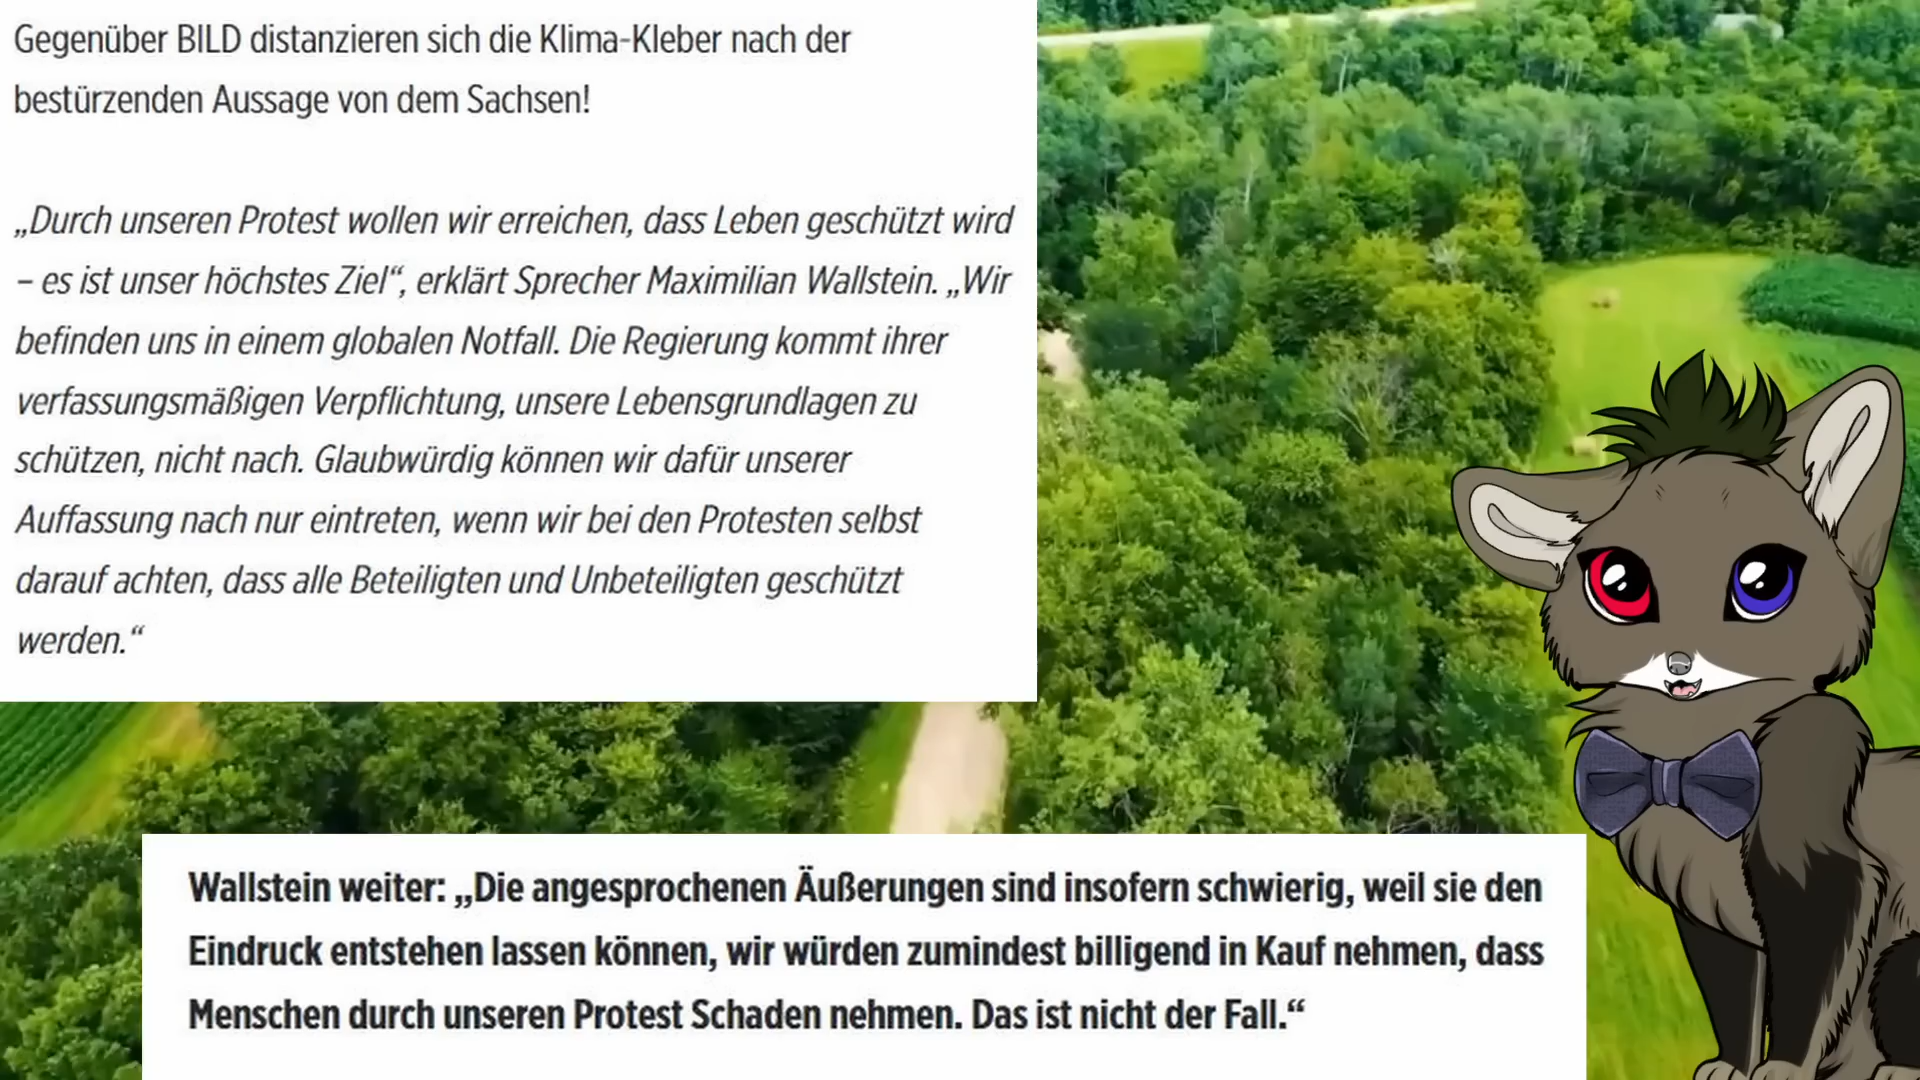 Gegenüber BILD distanzieren sich die Klima-Kleber nach der
bestürzenden Aussage von dem Sachsen!
„Durch unseren Protest wollen wir erreichen, dass Leben geschützt wird
– es ist unser höchstes Ziel“, erklärt Sprecher Maximilian Wallstein. „Wir
befinden uns in einem globalen Notfall. Die Regierung kommt ihrer
verfassungsmäßigen Verpflichtung, unsere Lebensgrundlagen zu
schützen, nicht nach. Glaubwürdig können wir dafür unserer
Auffassung nach nur eintreten, wenn wir bei den Protesten selbst
darauf achten, dass alle Beteiligten und Unbeteiligten geschützt
werden.“
Wallstein weiter: „Die angesprochenen Äußerungen sind insofern schwierig, weil sie den
Eindruck entstehen lassen können, wir würden zumindest billigend in Kauf nehmen, dass
Menschen durch unseren Protest Schaden nehmen. Das ist nicht der Fall.“